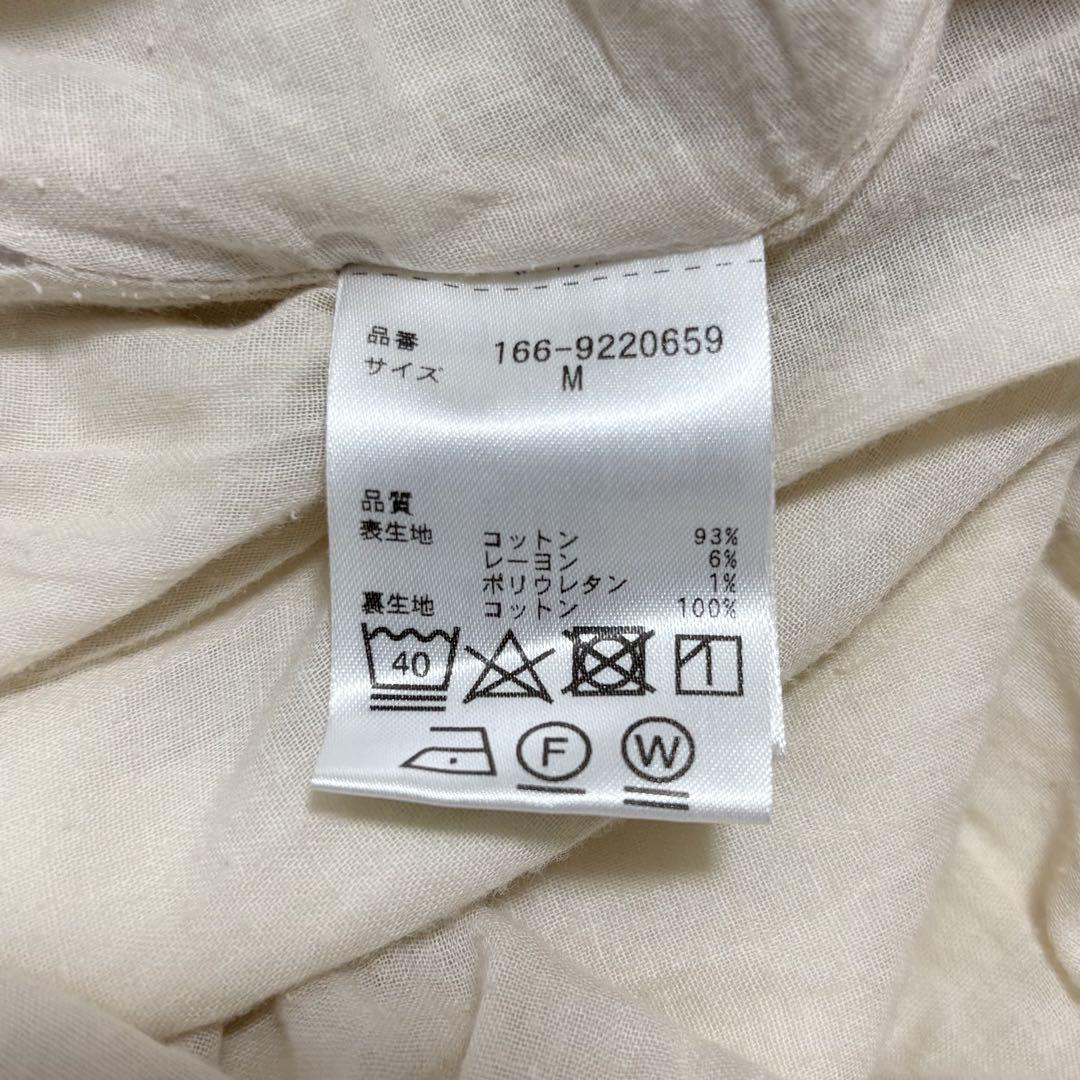 品番 166-9220659
サイズ M
品質
表生地 コットン 93%
レーヨン 6%
ポリウレタン 1%
裏生地 コットン 100%
40
F W